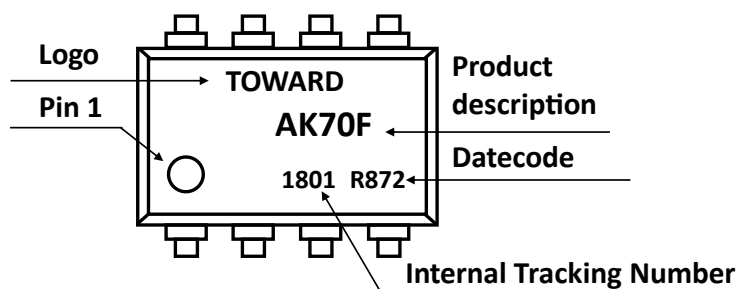 Logo
TOWARD
Product
description
Pin 1
AK70F
Datecode
1801 R872
Internal Tracking Number